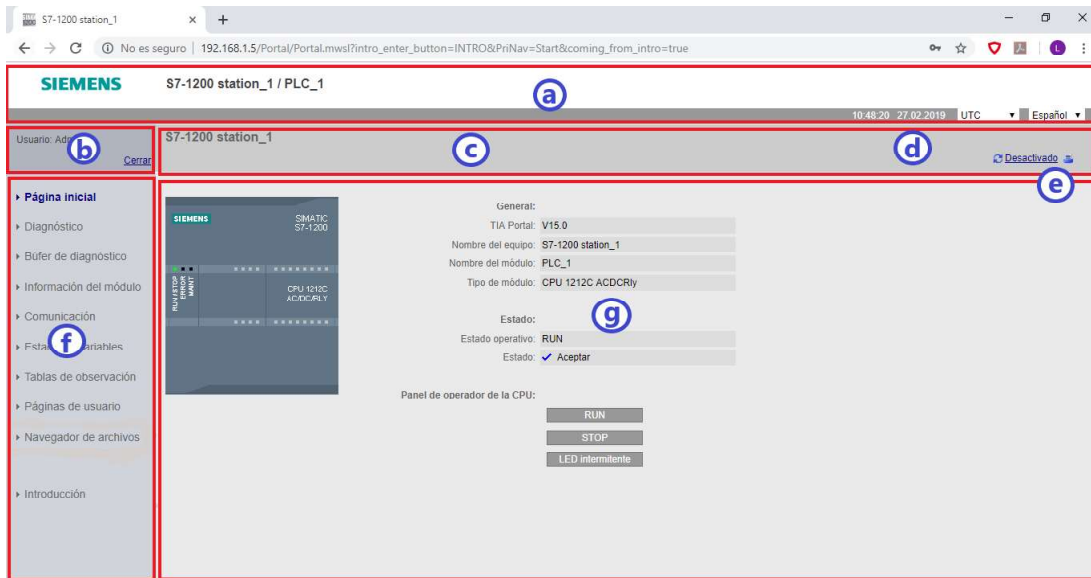 S7-1200 station_1
No es seguro | 192.168.1.5/Portal/Portal.mwsl?intro_enter_button=INTRO&PriNav=Start&coming_from_intro=true
L
SIEMENS
S7-1200 station_1 / PLC_1
a
10:48:20 27.02.2019 UTC Español
Usuario:
b
Cerrar
S7-1200 station_1
c
d
Desactivado
e
Página inicial
Diagnóstico
Búfer de diagnóstico
Información del módulo
Comunicación
f
Tablas de observación
Páginas de usuario
Navegador de archivos
Introducción
SIEMENS
SIMATIC
S7-1200
RUN / STOP
ERROR
MAINT
CPU 1212C
AC/DC/RLY
General:
TIA Portal: V15.0
Nombre del equipo: S7-1200 station_1
Nombre del módulo: PLC_1
Tipo de módulo: CPU 1212C ACDCRly
g
Estado:
Estado operativo: RUN
Estado: Aceptar
Panel de operador de la CPU:
RUN
STOP
LED intermitente